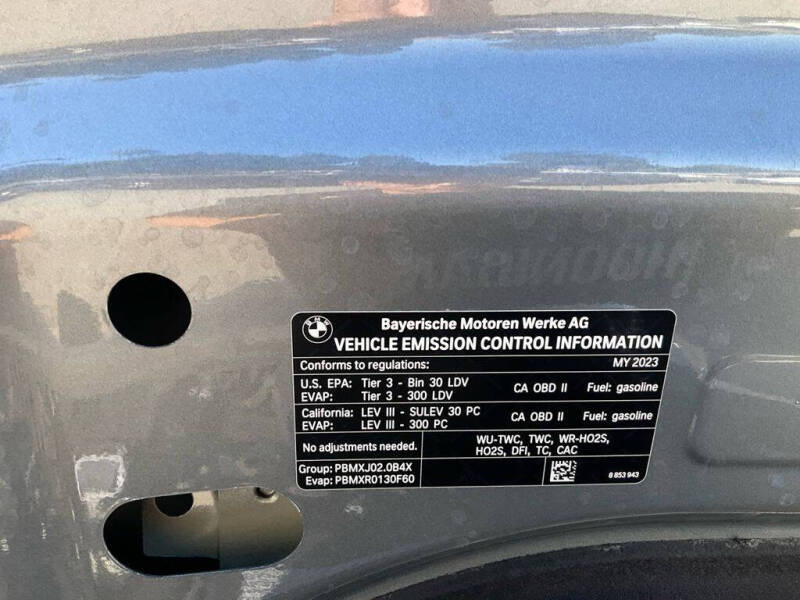 BMW
Bayerische Motoren Werke AG
VEHICLE EMISSION CONTROL INFORMATION
Conforms to regulations: MY 2023
U.S. EPA: Tier 3 - Bin 30 LDV CA OBD II Fuel: gasoline
EVAP: Tier 3 - 300 LDV
California: LEV III - SULEV 30 PC CA OBD II Fuel: gasoline
EVAP: LEV III - 300 PC
No adjustments needed. WU-TWC, TWC, WR-HO2S,
HO2S, DFI, TC, CAC
Group: PBMXJ02.0B4X
Evap: PBMXR0130F60
8 853 943